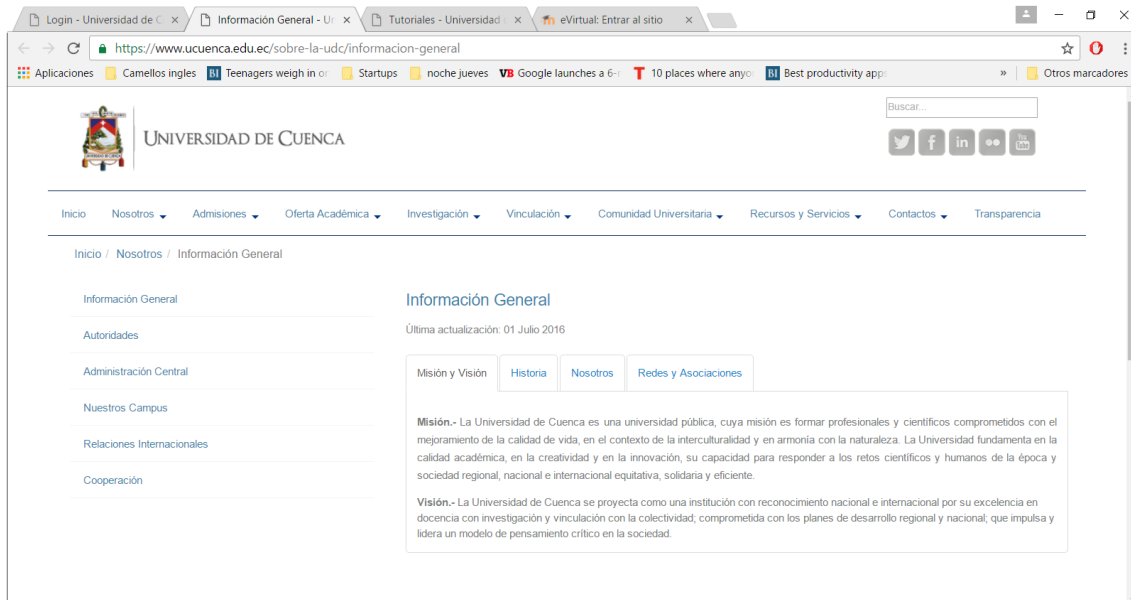 Login - Universidad de C
Información General - Un
Tutoriales - Universidad
eVirtual: Entrar al sitio
https://www.ucuenca.edu.ec/sobre-la-udc/informacion-general
Aplicaciones Camellos ingles BI Teenagers weigh in on Startups noche jueves VB Google launches a 6-r T 10 places where anyo BI Best productivity apps » Otros marcadores
Buscar...
UNIVERSIDAD DE CUENCA
Inicio Nosotros Admisiones Oferta Académica Investigación Vinculación Comunidad Universitaria Recursos y Servicios Contactos Transparencia
Inicio / Nosotros / Información General
Información General
Autoridades
Administración Central
Nuestros Campus
Relaciones Internacionales
Cooperación
Información General
Última actualización: 01 Julio 2016
Misión y Visión Historia Nosotros Redes y Asociaciones
Misión.- La Universidad de Cuenca es una universidad pública, cuya misión es formar profesionales y científicos comprometidos con el
mejoramiento de la calidad de vida, en el contexto de la interculturalidad y en armonía con la naturaleza. La Universidad fundamenta en la
calidad académica, en la creatividad y en la innovación, su capacidad para responder a los retos científicos y humanos de la época y
sociedad regional, nacional e internacional equitativa, solidaria y eficiente.
Visión.- La Universidad de Cuenca se proyecta como una institución con reconocimiento nacional e internacional por su excelencia en
docencia con investigación y vinculación con la colectividad; comprometida con los planes de desarrollo regional y nacional; que impulsa y
lidera un modelo de pensamiento crítico en la sociedad.